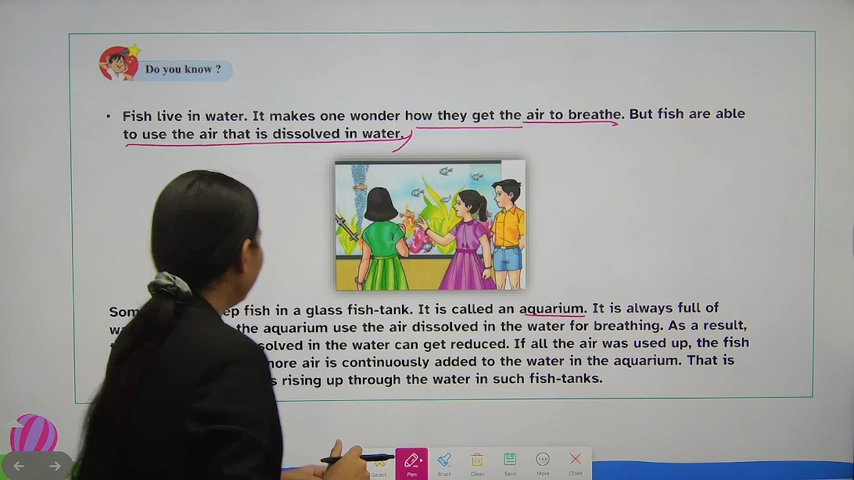 Do you know ?
• Fish live in water. It makes one wonder how they get the air to breathe. But fish are able
to use the air that is dissolved in water.
ep fish in a glass fish-tank. It is called an aquarium. It is always full of
the aquarium use the air dissolved in the water for breathing. As a result,
solved in the water can get reduced. If all the air was used up, the fish
more air is continuously added to the water in the aquarium. That is
s rising up through the water in such fish-tanks.
Select Pen Brush Clean Save More Close